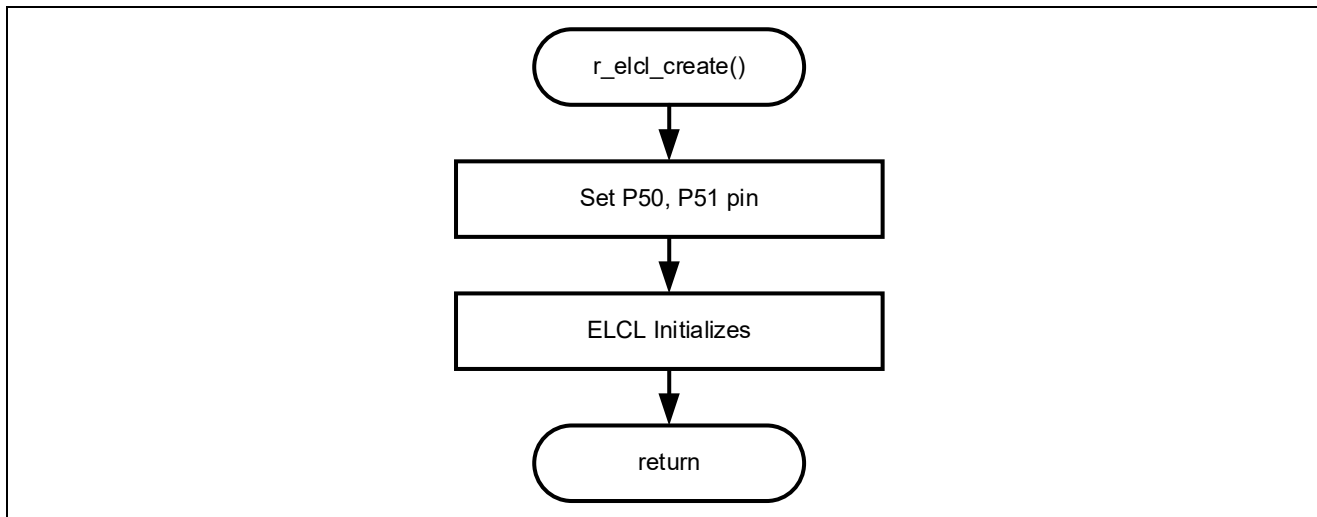 r_elcl_create()
Set P50, P51 pin
ELCL Initializes
return